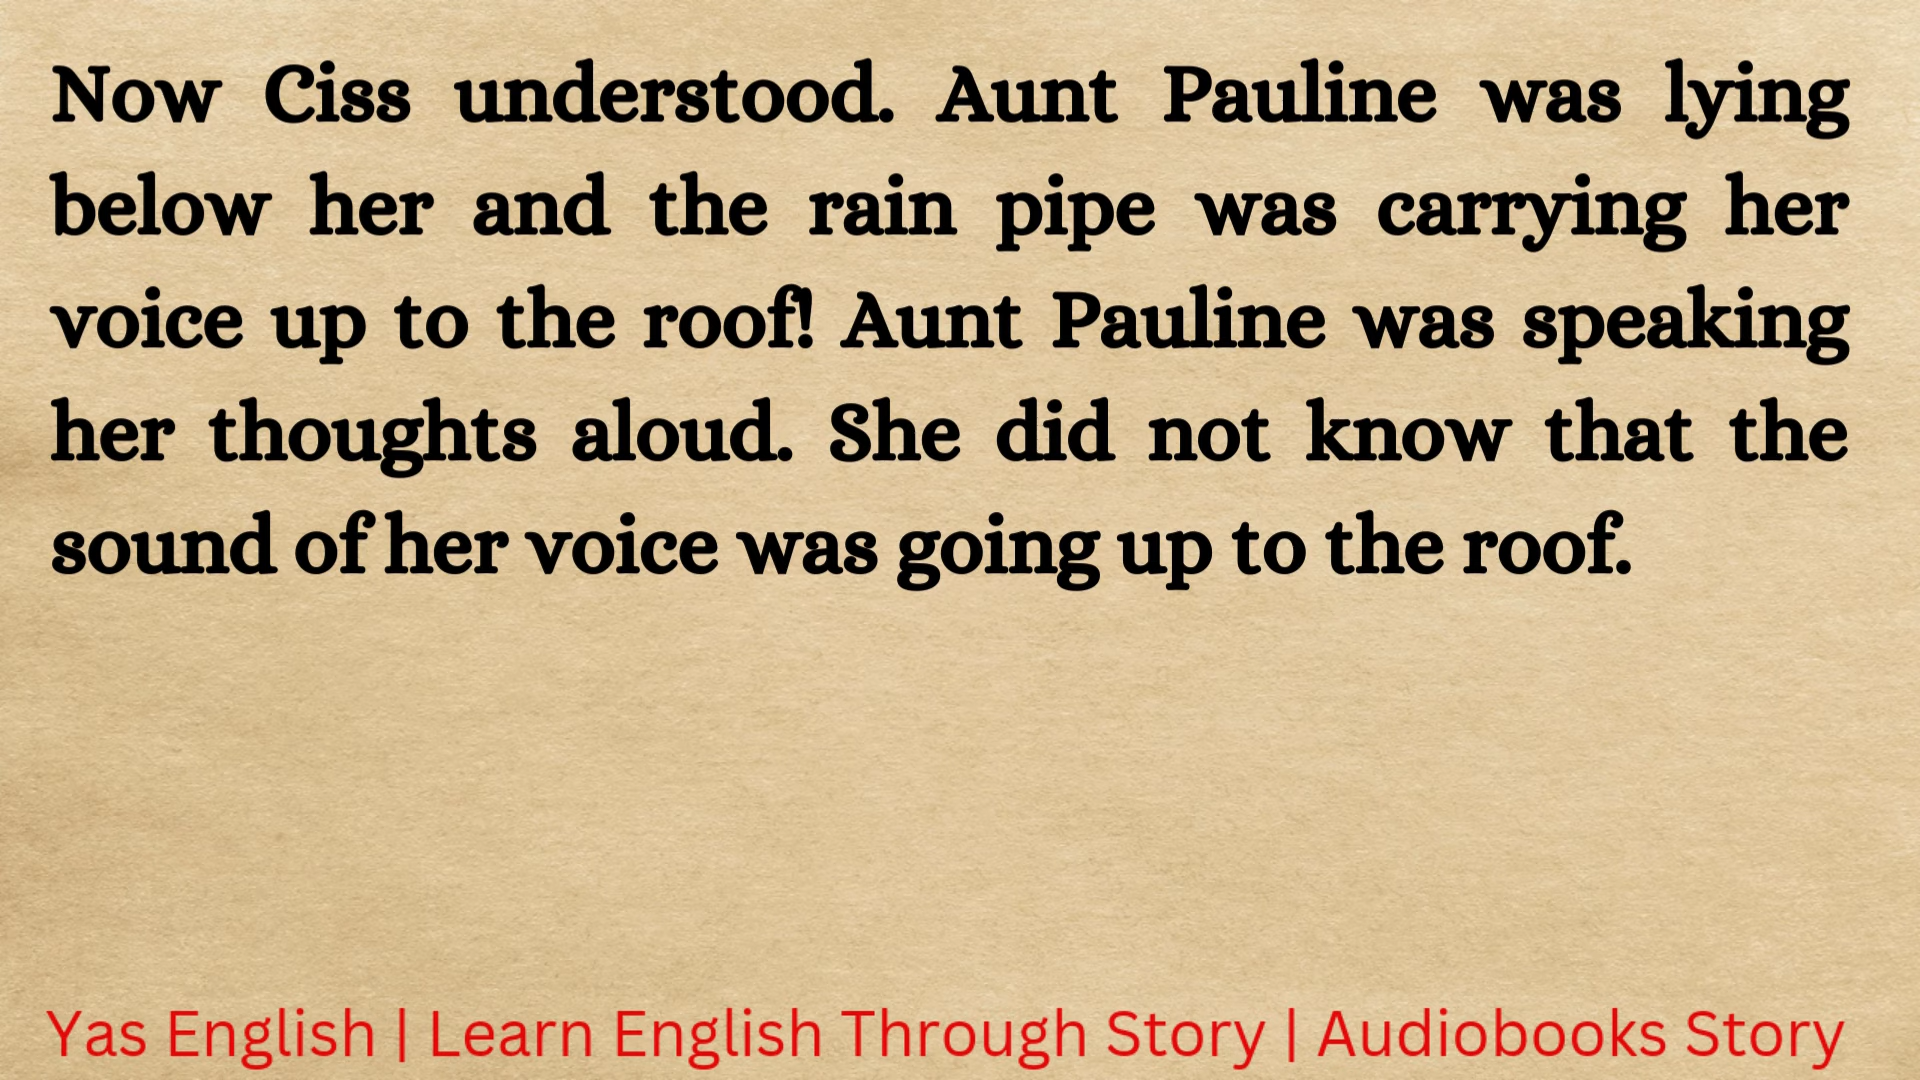 Now Ciss understood. Aunt Pauline was lying
below her and the rain pipe was carrying her
voice up to the roof! Aunt Pauline was speaking
her thoughts aloud. She did not know that the
sound of her voice was going up to the roof.
Yas English | Learn English Through Story | Audiobooks Story